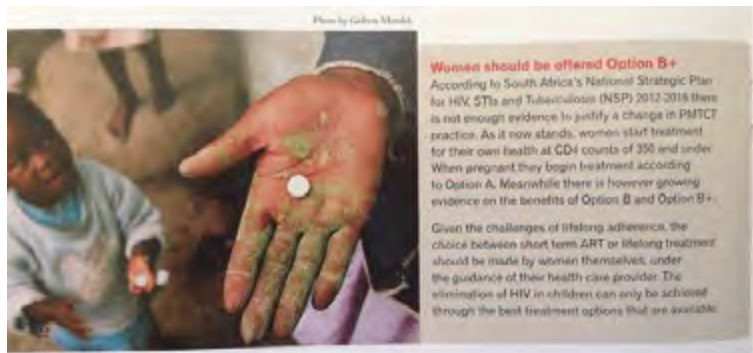 Photo by Gideon Mendel
Women should be offered Option B+
According to South Africa's National Strategic Plan
for HIV, STIs and Tuberculosis (NSP) 2012-2016 there
is not enough evidence to justify a change in PMTCT
practice. As it now stands, women start treatment
for their own health at CD4 counts of 350 and under.
When pregnant they begin treatment according
to Option A. Meanwhile there is however growing
evidence on the benefits of Option B and Option B+.
Given the challenges of lifelong adherence, the
choice between short term ART or lifelong treatment
should be made by women themselves, under
the guidance of their health care provider. The
elimination of HIV in children can only be achieved
through the best treatment options that are available